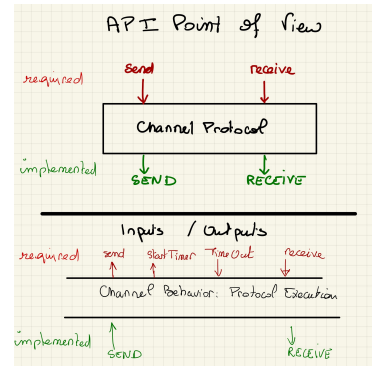 API Point of View
required send receive
Channel Protocol
implemented SEND RECEIVE
Inputs / Outputs
required send startTimer TimeOut receive
Channel Behavior: Protocol Execution
implemented SEND RECEIVE